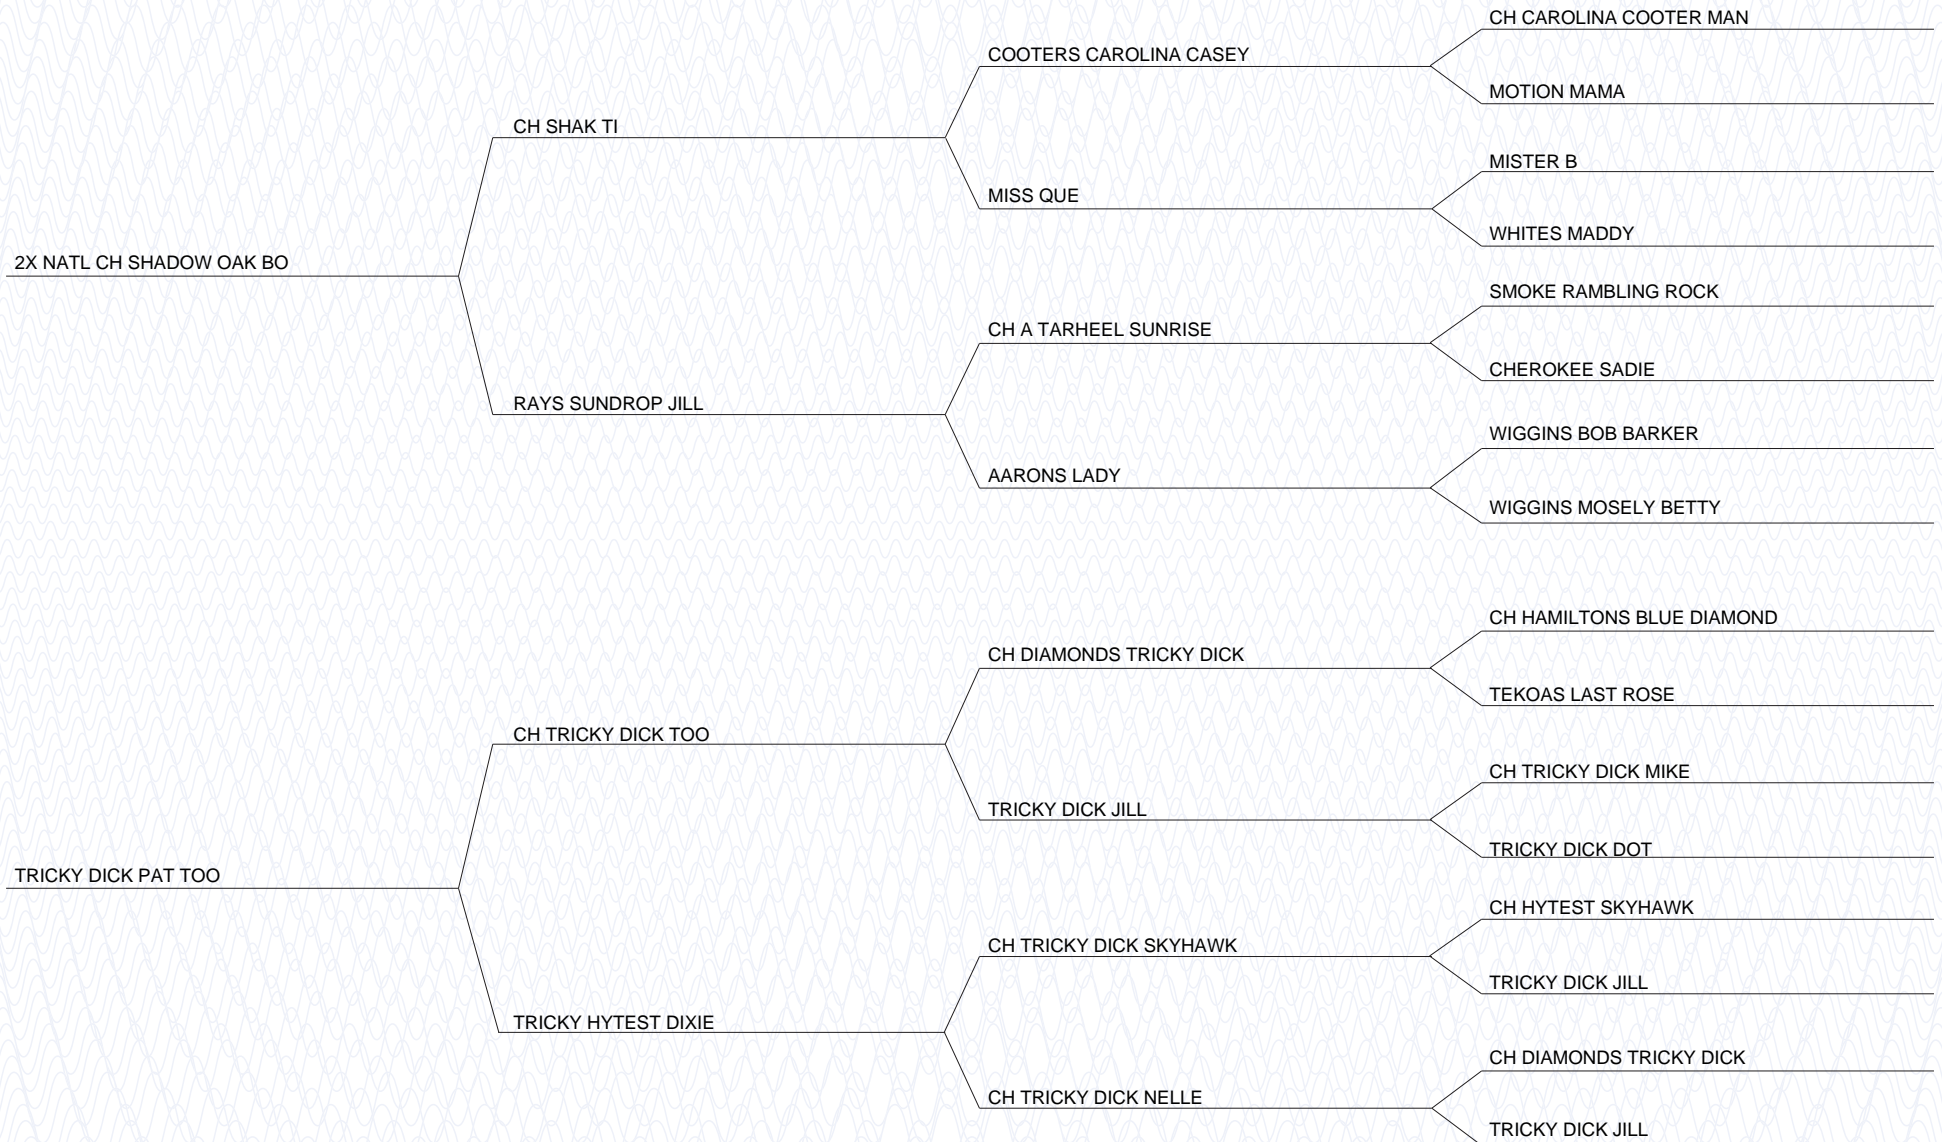 CH CAROLINA COOTER MAN
COOTERS CAROLINA CASEY
MOTION MAMA
CH SHAK TI
MISTER B
MISS QUE
WHITES MADDY
2X NATL CH SHADOW OAK BO
SMOKE RAMBLING ROCK
CH A TARHEEL SUNRISE
CHEROKEE SADIE
RAYS SUNDROP JILL
WIGGINS BOB BARKER
AARONS LADY
WIGGINS MOSELY BETTY
CH HAMILTONS BLUE DIAMOND
CH DIAMONDS TRICKY DICK
TEKOAS LAST ROSE
CH TRICKY DICK TOO
CH TRICKY DICK MIKE
TRICKY DICK JILL
TRICKY DICK DOT
TRICKY DICK PAT TOO
CH HYTEST SKYHAWK
CH TRICKY DICK SKYHAWK
TRICKY DICK JILL
TRICKY HYTEST DIXIE
CH DIAMONDS TRICKY DICK
CH TRICKY DICK NELLE
TRICKY DICK JILL